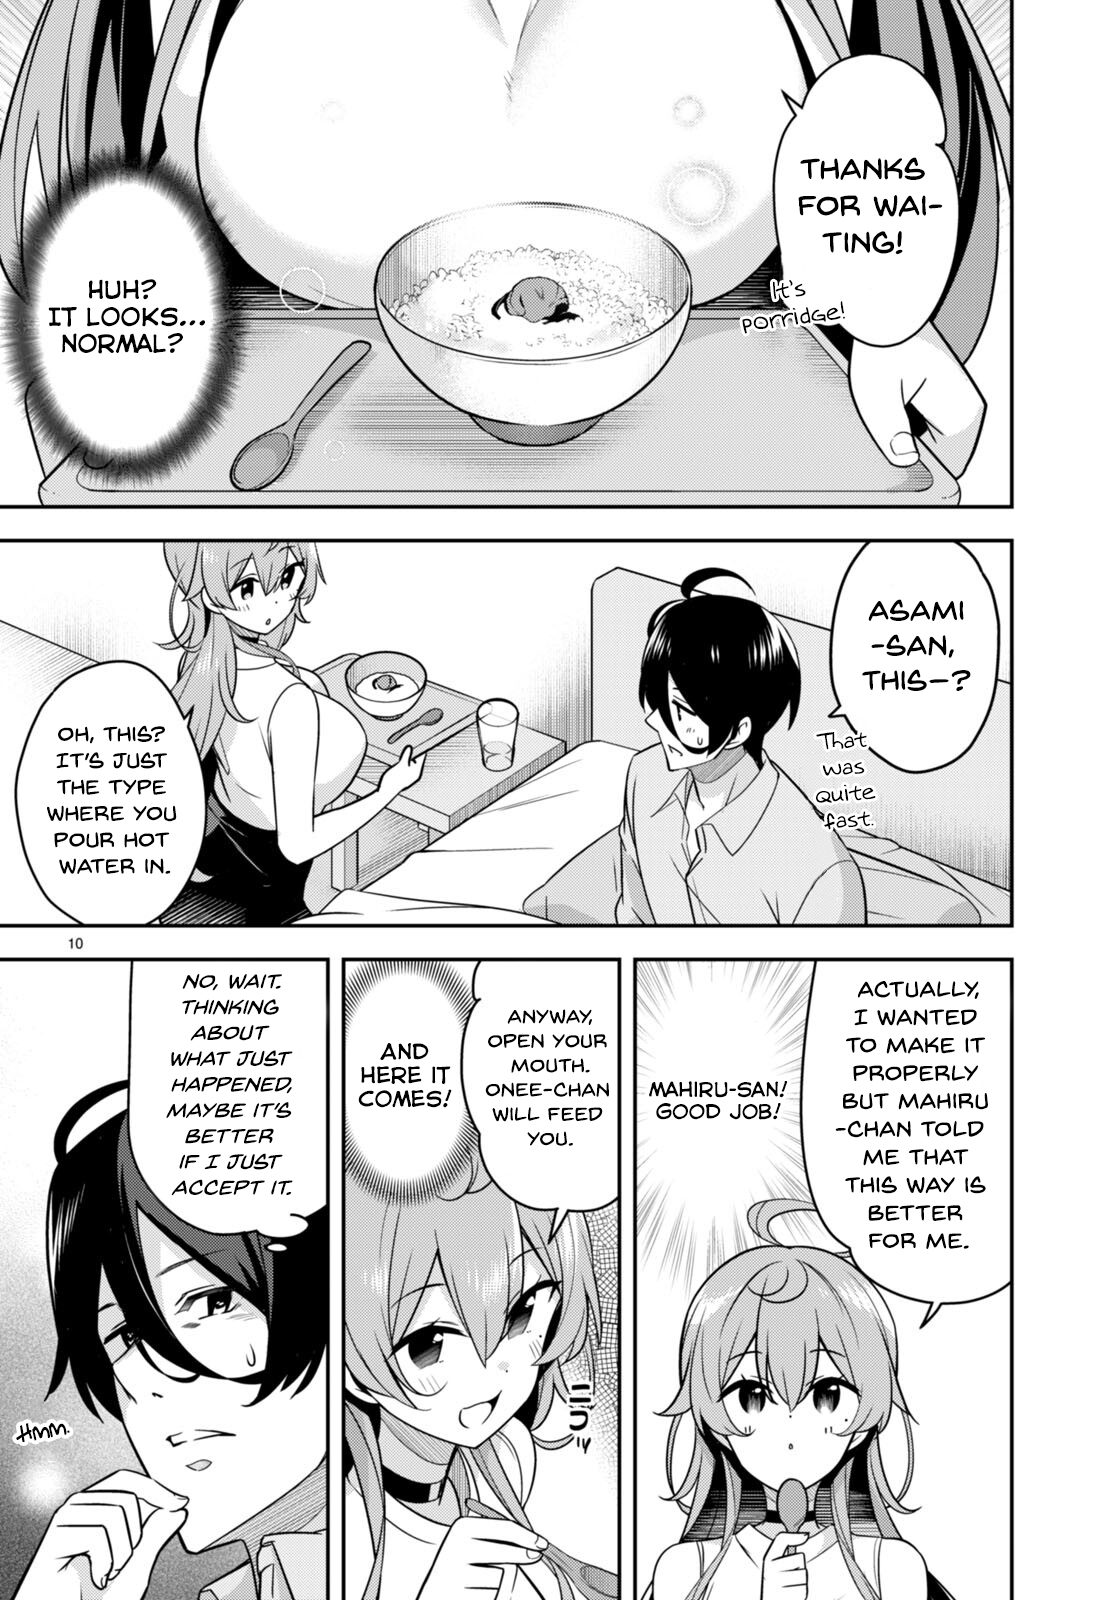 THANKS
FOR WAI-
TING!
It's
porridge!
HUH?
IT LOOKS...
NORMAL?
ASAMI
-SAN,
THIS—?
That
was
quite
fast.
OH, THIS?
IT'S JUST
THE TYPE
WHERE YOU
POUR HOT
WATER IN.
10
ACTUALLY,
I WANTED
TO MAKE IT
PROPERLY
BUT MAHIRU
-CHAN TOLD
ME THAT
THIS WAY IS
BETTER
FOR ME.
MAHIRU-SAN!
GOOD JOB!
ANYWAY,
OPEN YOUR
MOUTH.
ONEE-CHAN
WILL FEED
YOU.
AND
HERE IT
COMES!
ニコッ
NO, WAIT.
THINKING
ABOUT
WHAT JUST
HAPPENED,
MAYBE IT'S
BETTER
IF I JUST
ACCEPT IT.
HMM.